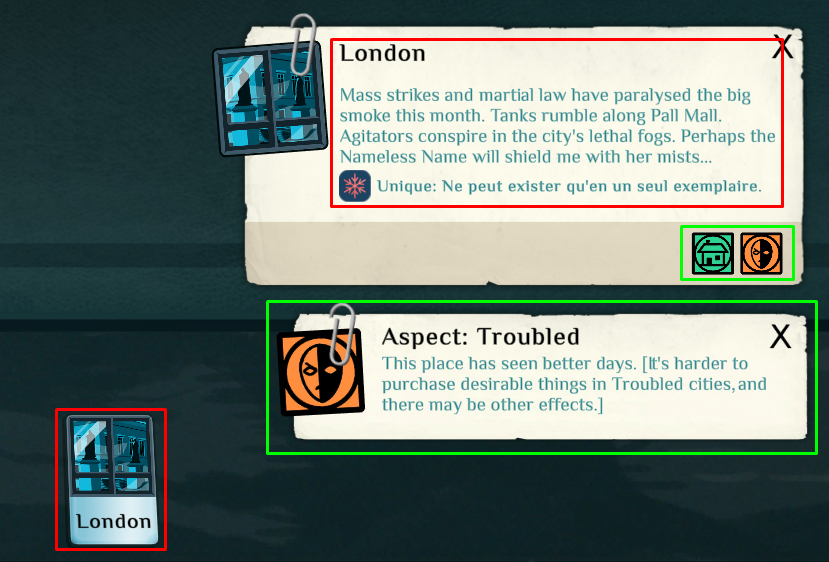 London
X
Mass strikes and martial law have paralysed the big
smoke this month. Tanks rumble along Pall Mall.
Agitators conspire in the city's lethal fogs. Perhaps the
Nameless Name will shield me with her mists...
Unique: Ne peut exister qu'en un seul exemplaire.
Aspect: Troubled
X
This place has seen better days. [It's harder to
purchase desirable things in Troubled cities, and
there may be other effects.]
London